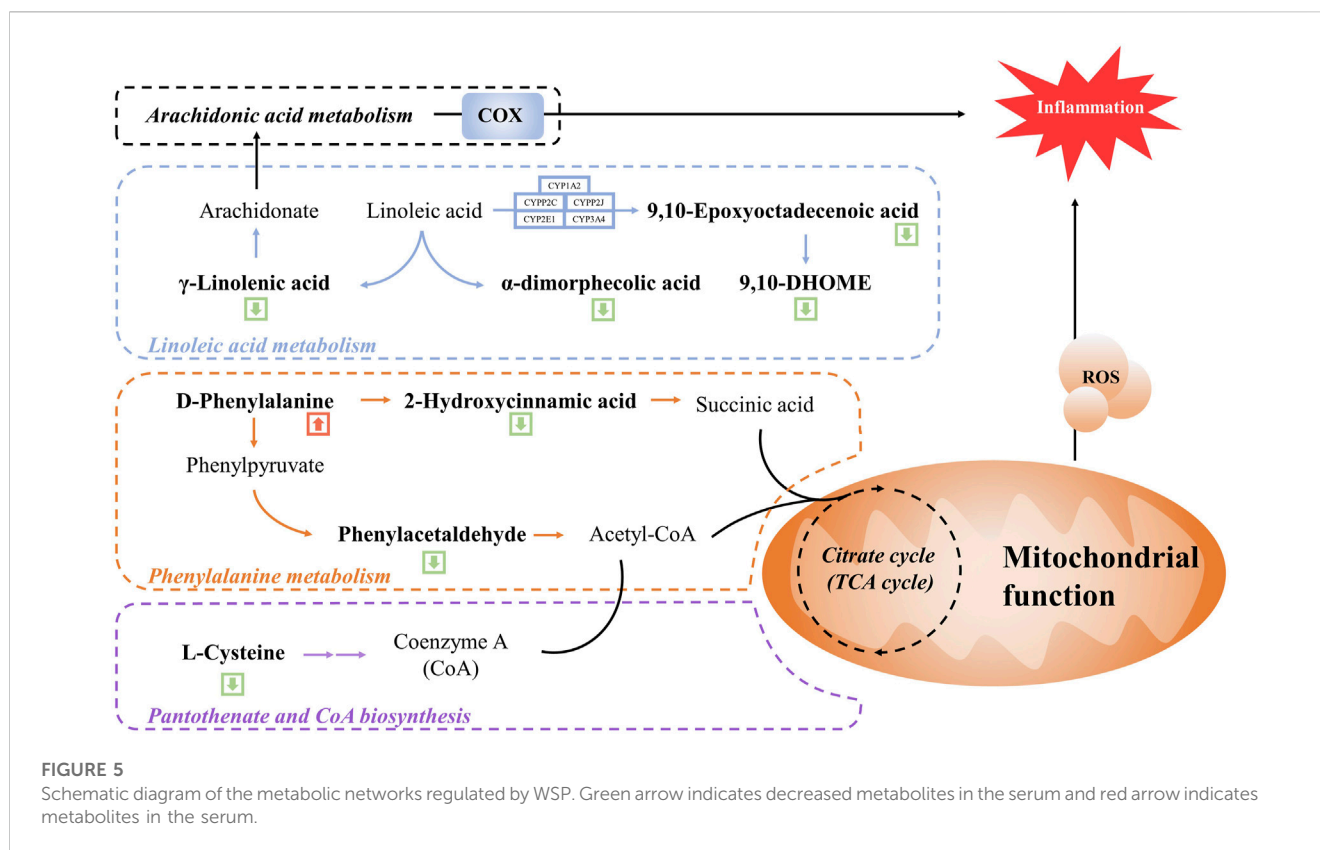 Arachidonic acid metabolism
COX
Inflammation
Arachidonate
Linoleic acid
CYP1A2
CYPP2C
CYPP2J
CYP2E1
CYP3A4
9,10-Epoxyoctadecenoic acid
γ-Linolenic acid
α-dimorphecolic acid
9,10-DHOME
Linoleic acid metabolism
ROS
D-Phenylalanine
2-Hydroxycinnamic acid
Succinic acid
Phenylpyruvate
Phenylacetaldehyde
Acetyl-CoA
Phenylalanine metabolism
Citrate cycle
(TCA cycle)
Mitochondrial
function
L-Cysteine
Coenzyme A
(CoA)
Pantothenate and CoA biosynthesis
FIGURE 5
Schematic diagram of the metabolic networks regulated by WSP. Green arrow indicates decreased metabolites in the serum and red arrow indicates
metabolites in the serum.